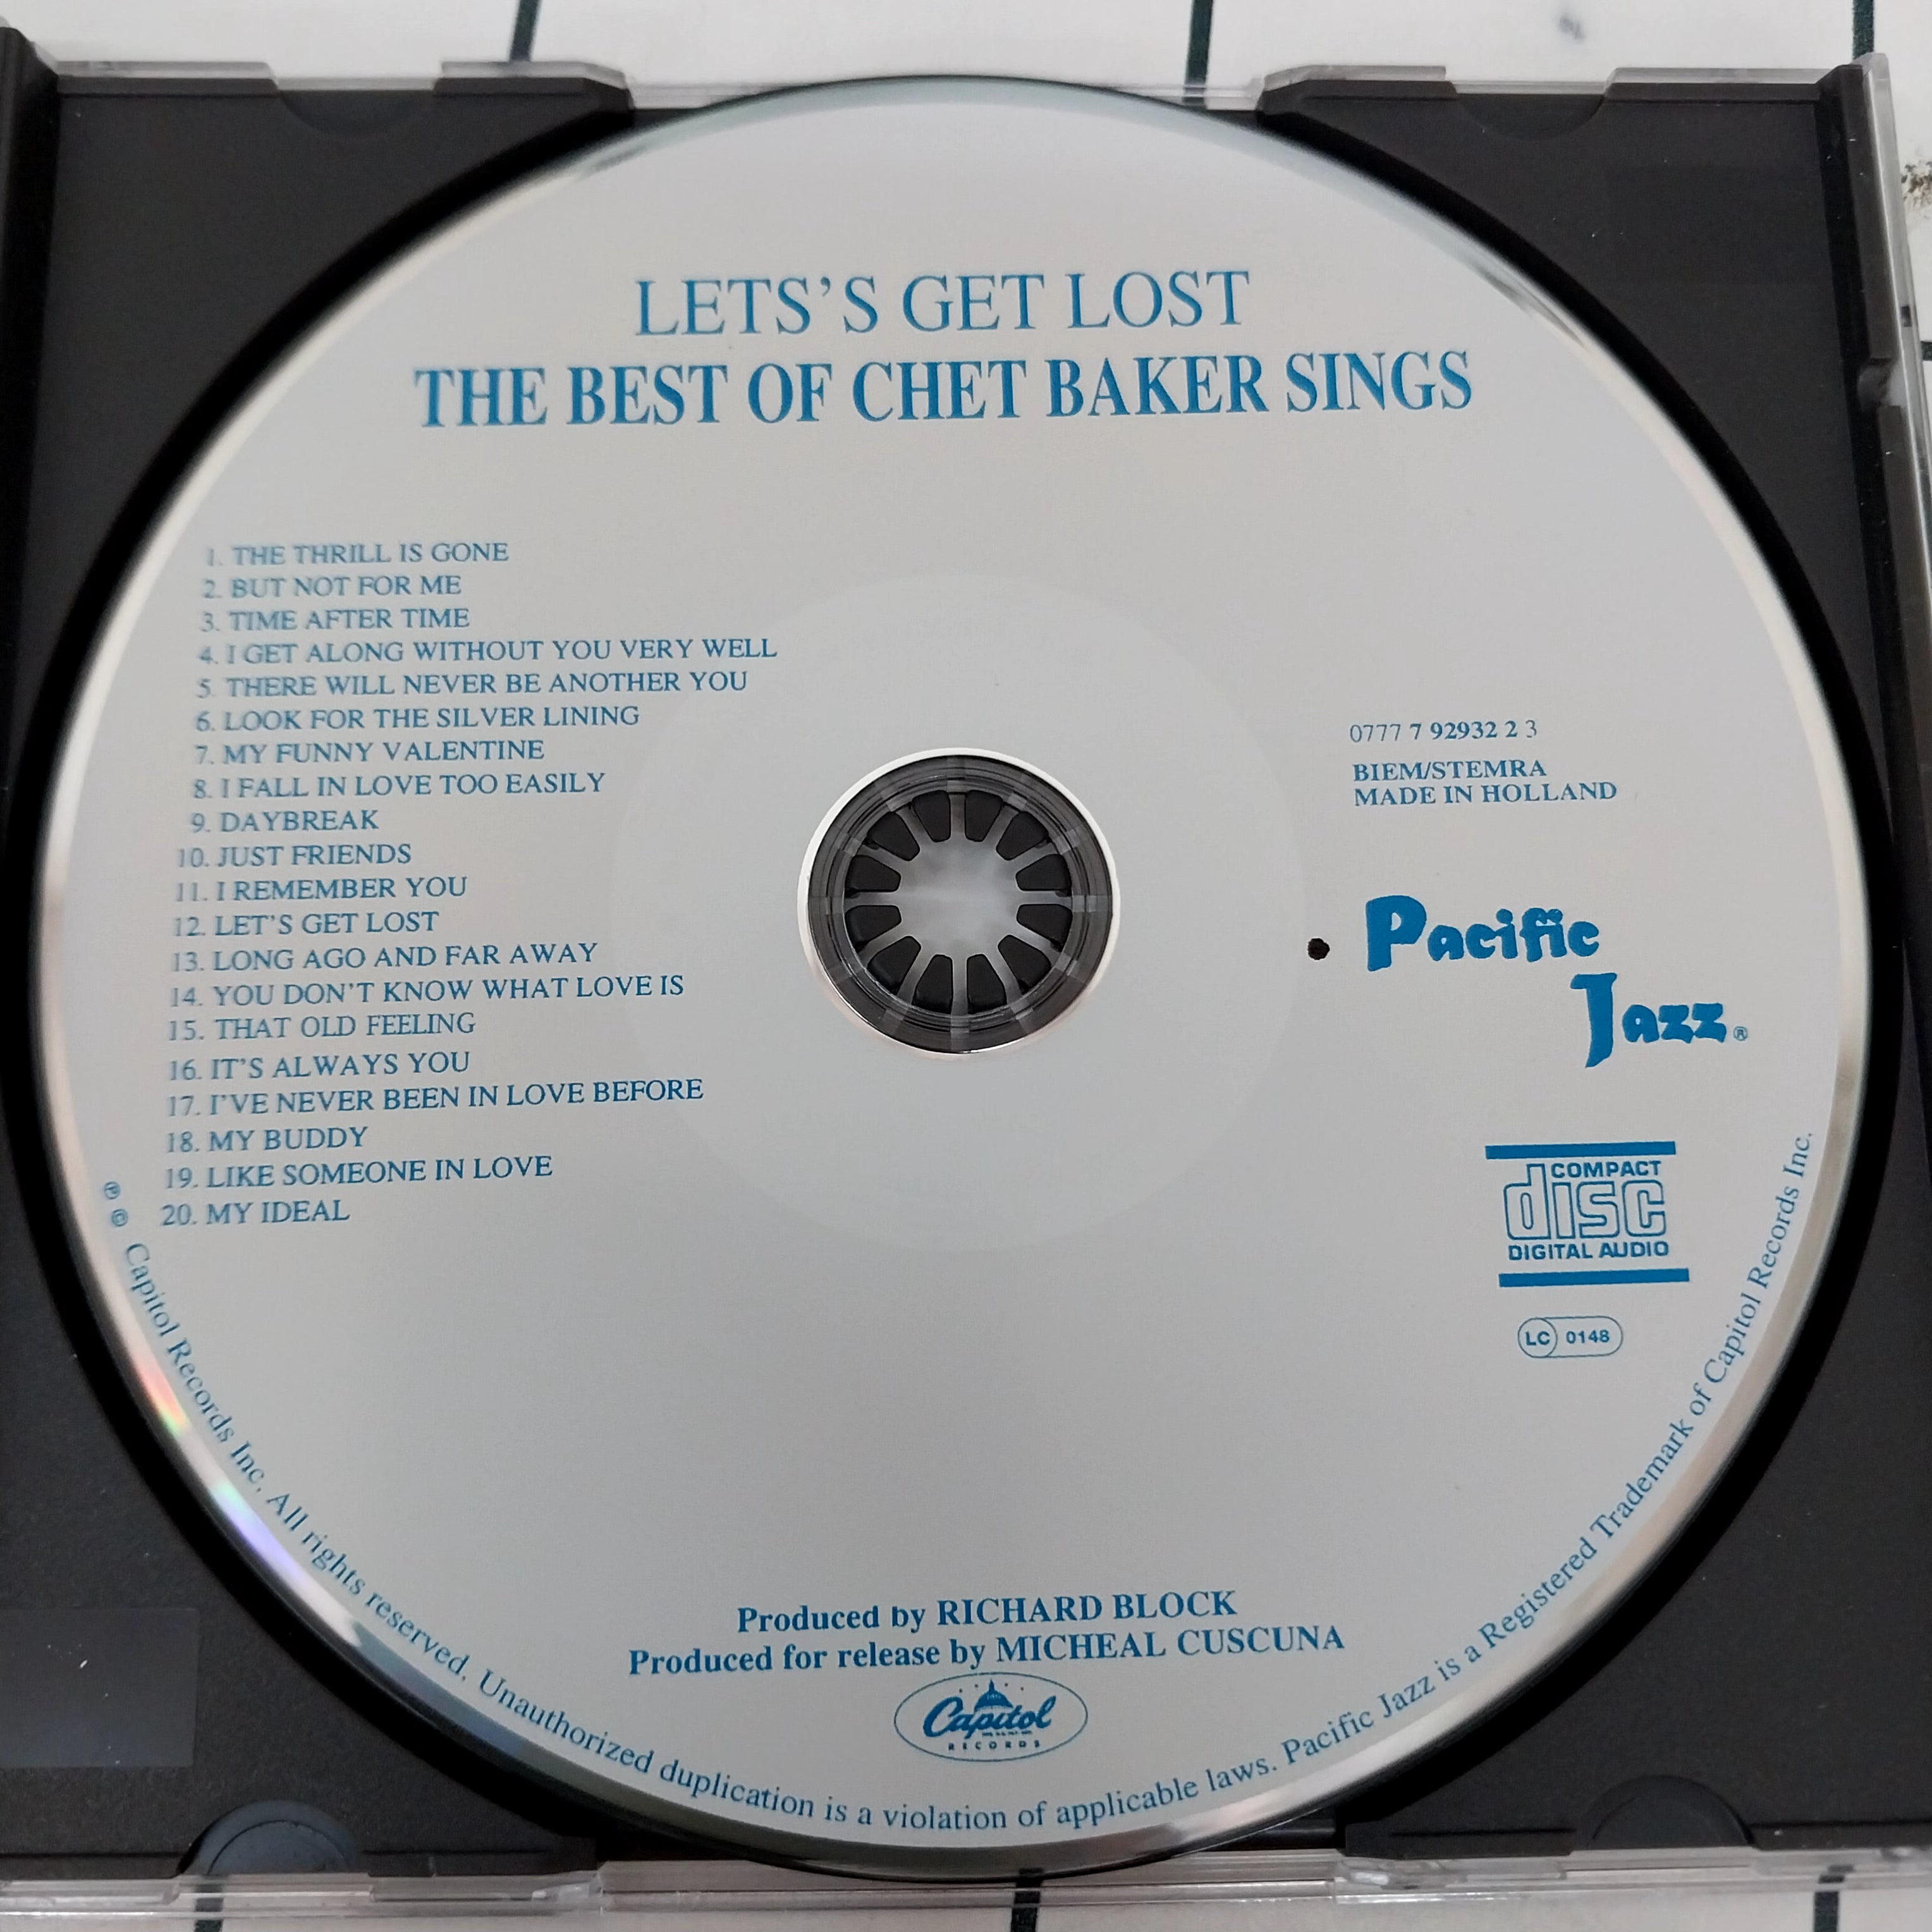 LETS'S GET LOST
THE BEST OF CHET BAKER SINGS
1. THE THRILL IS GONE
2. BUT NOT FOR ME
3. TIME AFTER TIME
4. I GET ALONG WITHOUT YOU VERY WELL
5. THERE WILL NEVER BE ANOTHER YOU
6. LOOK FOR THE SILVER LINING
7. MY FUNNY VALENTINE
8. I FALL IN LOVE TOO EASILY
9. DAYBREAK
10. JUST FRIENDS
11. I REMEMBER YOU
12. LET'S GET LOST
13. LONG AGO AND FAR AWAY
14. YOU DON'T KNOW WHAT LOVE IS
15. THAT OLD FEELING
16. IT'S ALWAYS YOU
17. I'VE NEVER BEEN IN LOVE BEFORE
18. MY BUDDY
19. LIKE SOMEONE IN LOVE
20. MY IDEAL
0777 7 92932 2 3
BIEM/STEMRA
MADE IN HOLLAND
Pacific
Jazz®
COMPACT
disc
DIGITAL AUDIO
LC 0148
Produced by RICHARD BLOCK
Produced for release by MICHEAL CUSCUNA
Capitol
RECORDS
℗ © Capitol Records Inc. All rights reserved. Unauthorized duplication is a violation of applicable laws. Pacific Jazz is a Registered Trademark of Capitol Records Inc.